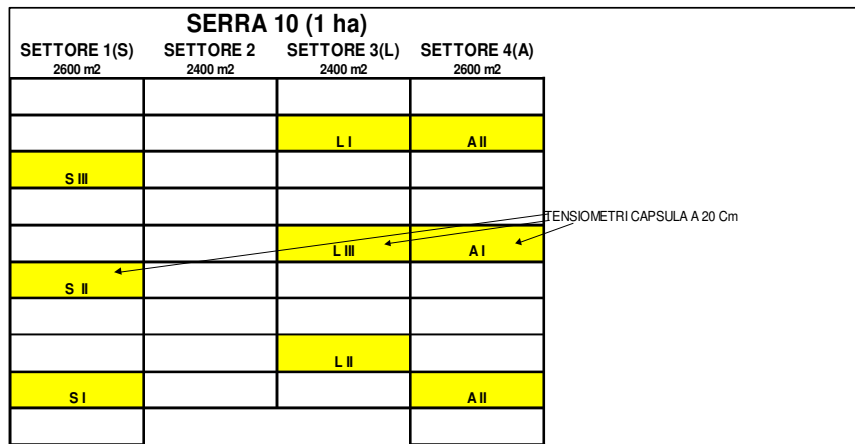 SERRA 10 (1 ha)
SETTORE 1(S) SETTORE 2 SETTORE 3(L) SETTORE 4(A)
2600 m2 2400 m2 2400 m2 2600 m2
L I A II
S III
TENSIOMETRI CAPSULA A 20 Cm
L III A I
S II
L II
S I A II